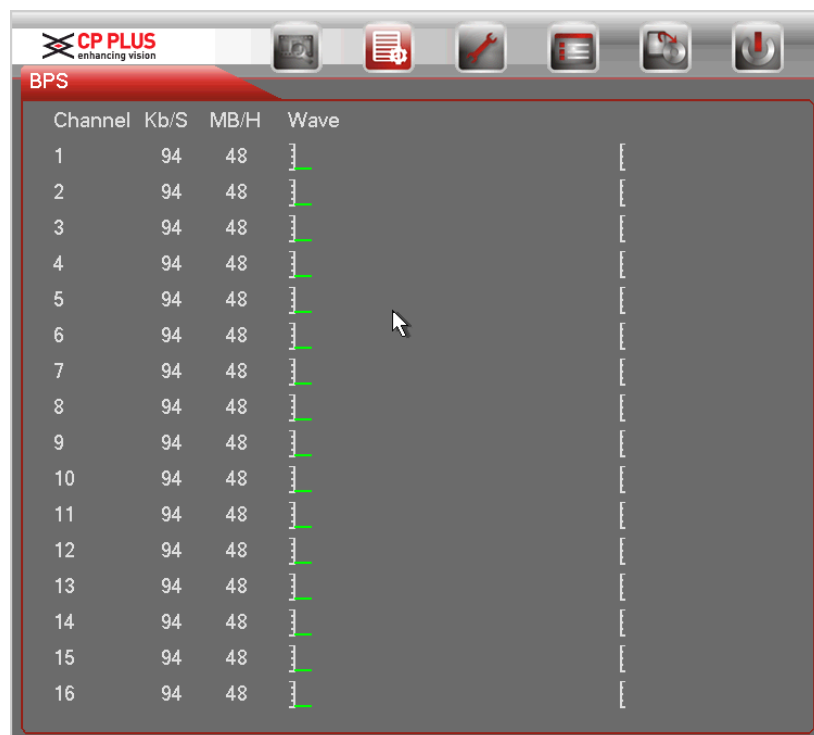 CP PLUS
enhancing vision
BPS
Channel Kb/S MB/H Wave
1 94 48
2 94 48
3 94 48
4 94 48
5 94 48
6 94 48
7 94 48
8 94 48
9 94 48
10 94 48
11 94 48
12 94 48
13 94 48
14 94 48
15 94 48
16 94 48